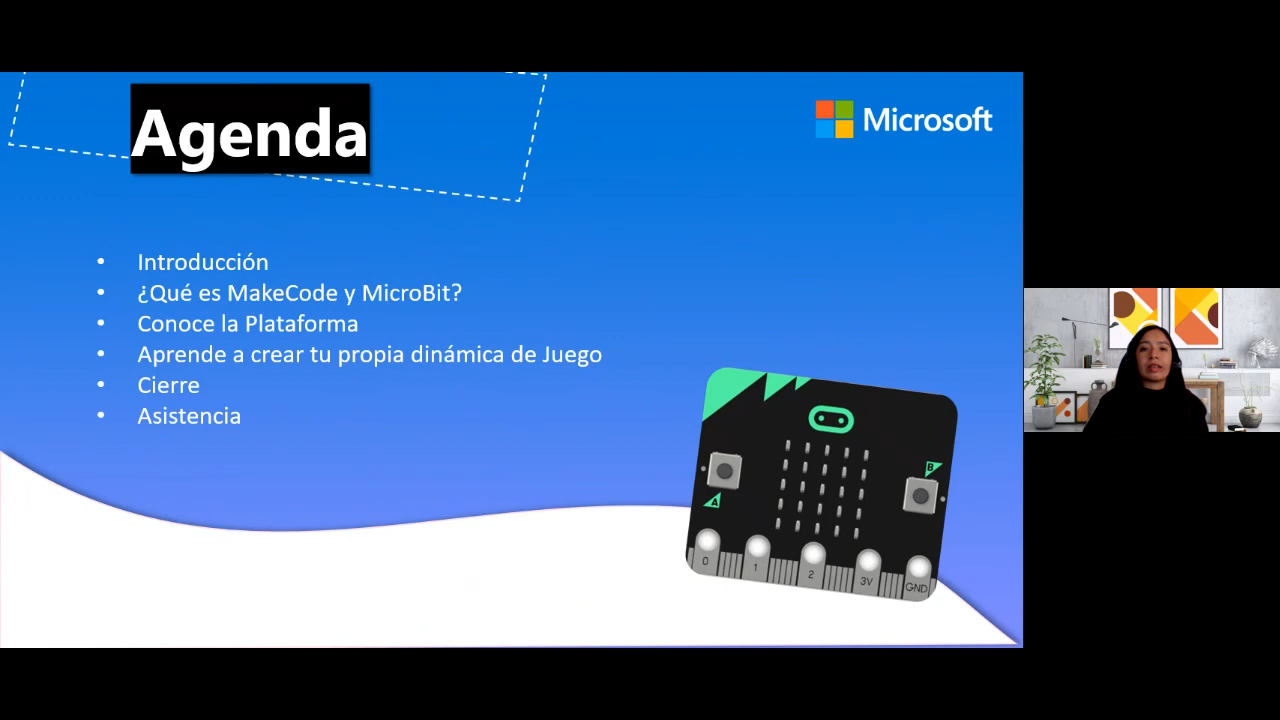 Agenda
Microsoft
• Introducción
• ¿Qué es MakeCode y MicroBit?
• Conoce la Plataforma
• Aprende a crear tu propia dinámica de Juego
• Cierre
• Asistencia
A
B
0
1
2
3V
GND